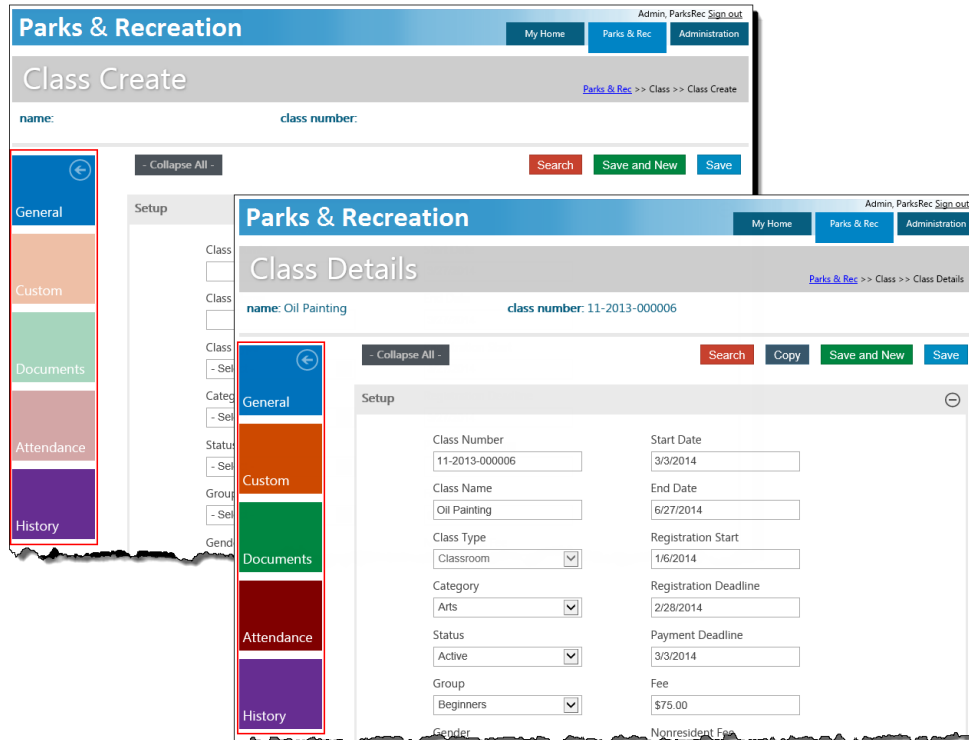 Admin, ParksRec Sign out
Parks & Recreation
My Home
Parks & Rec
Administration
Class Create
Parks & Rec >> Class >> Class Create
name:
class number:
- Collapse All -
Search
Save and New
Save
General
Custom
Documents
Attendance
History
Setup
Class
Class
Class
- Sel
Categ
- Sel
Status
- Sel
Group
- Sel
Gend
Admin, ParksRec Sign out
Parks & Recreation
My Home
Parks & Rec
Administration
Class Details
Parks & Rec >> Class >> Class Details
name: Oil Painting
class number: 11-2013-000006
- Collapse All -
Search
Copy
Save and New
Save
General
Custom
Documents
Attendance
History
Setup
Class Number
11-2013-000006
Class Name
Oil Painting
Class Type
Classroom
Category
Arts
Status
Active
Group
Beginners
Gender
Start Date
3/3/2014
End Date
6/27/2014
Registration Start
1/6/2014
Registration Deadline
2/28/2014
Payment Deadline
3/3/2014
Fee
$75.00
Nonresident Fee